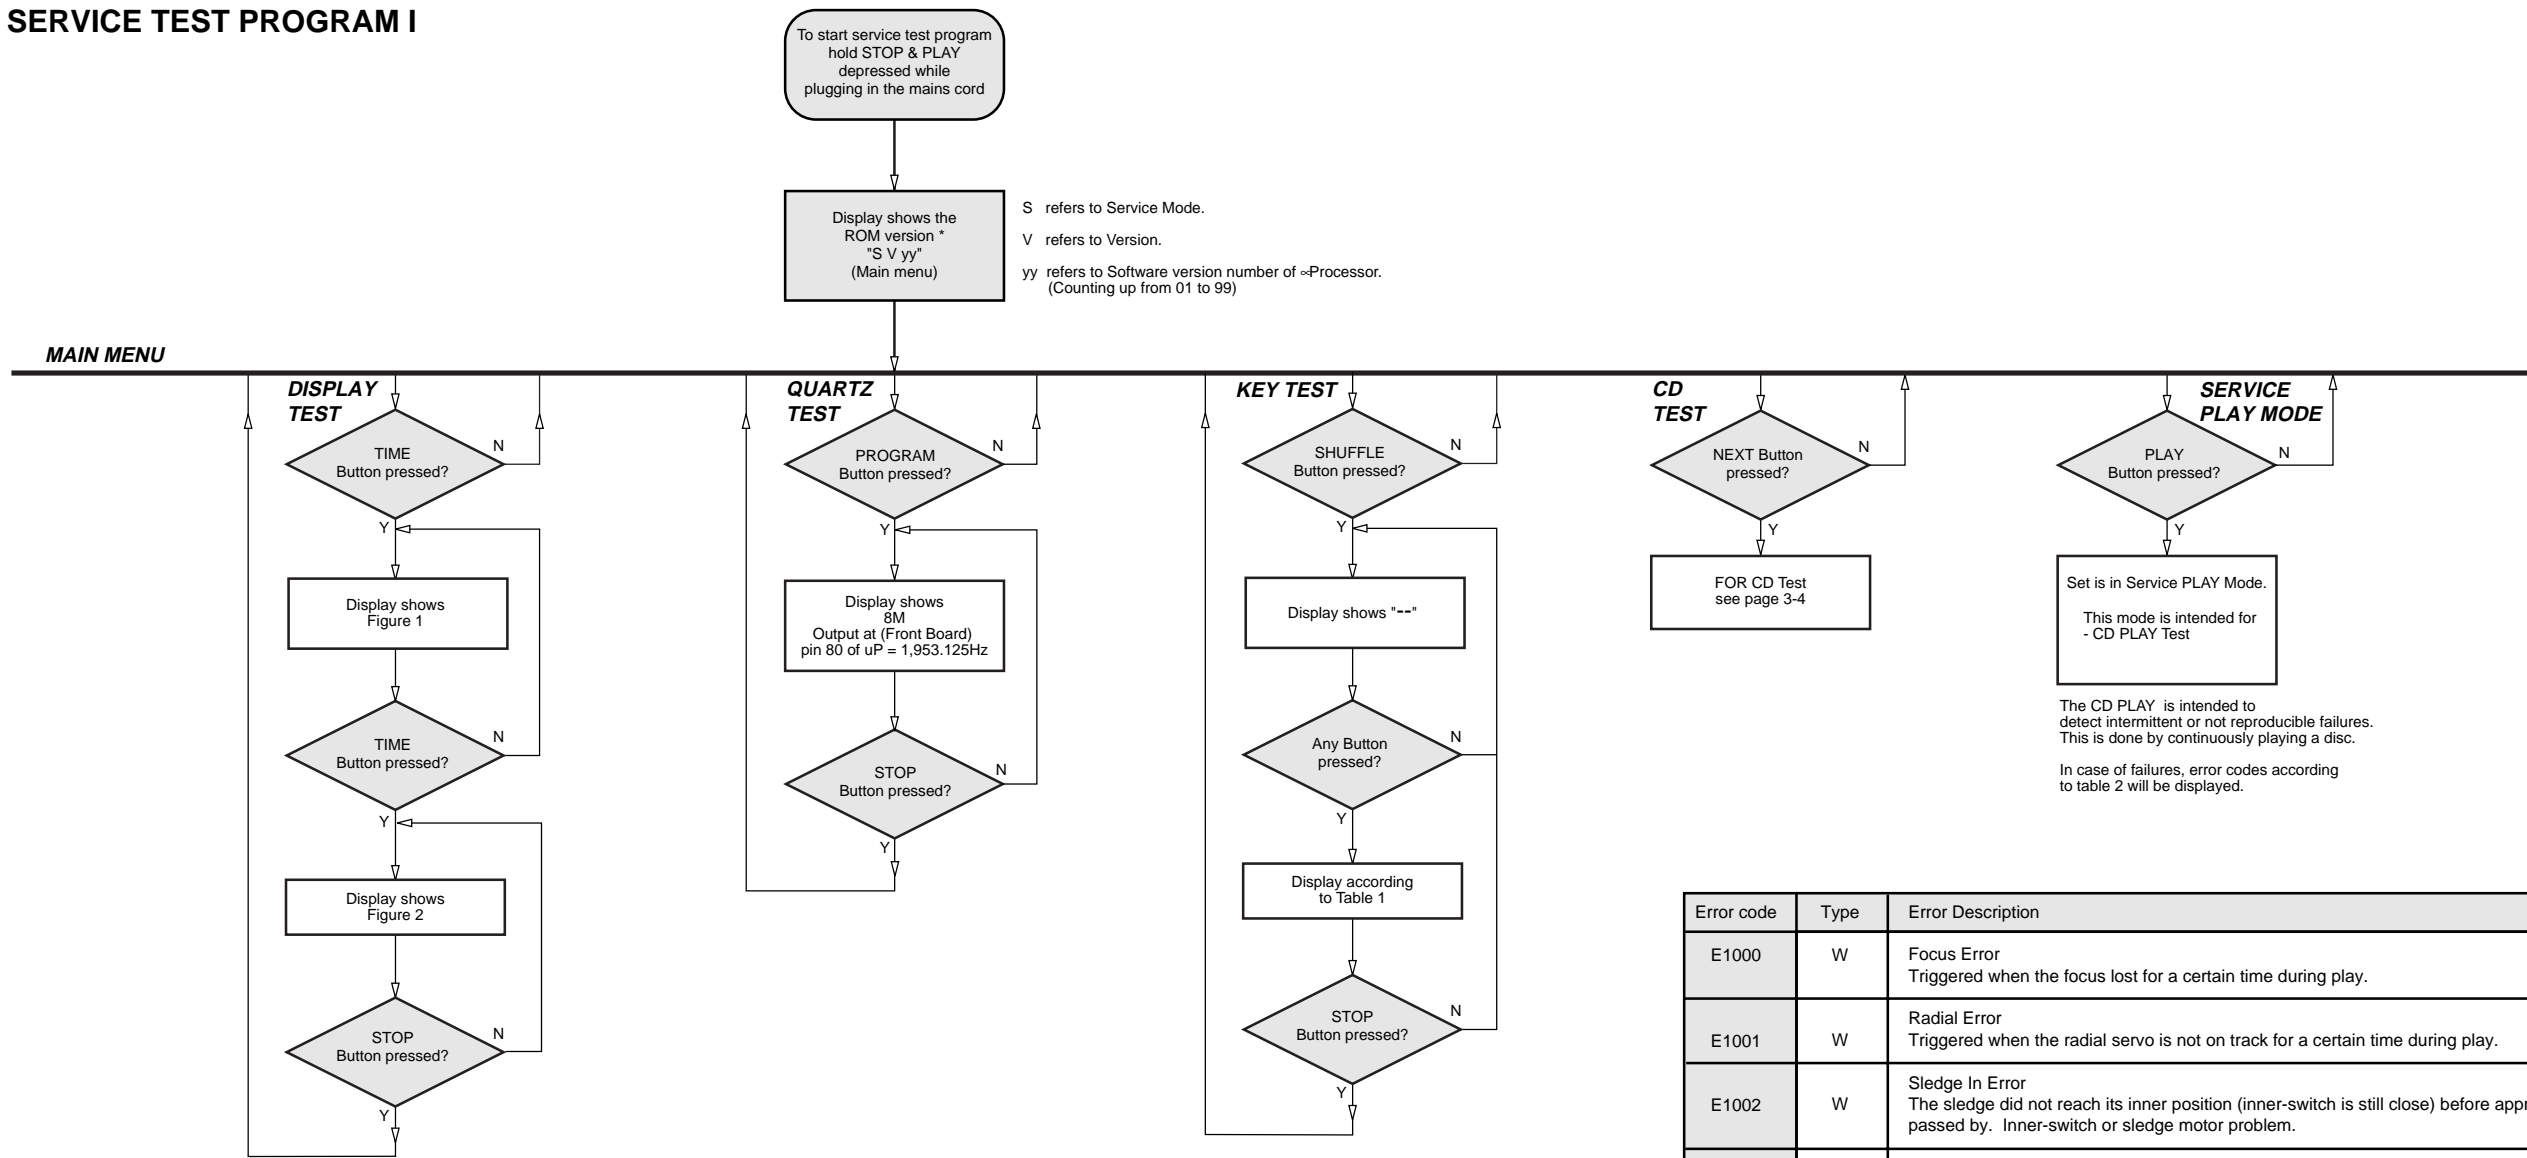 SERVICE TEST PROGRAM I
To start service test program
hold STOP & PLAY
depressed while
plugging in the mains cord
Display shows the
ROM version *
"S V yy"
(Main menu)
S refers to Service Mode.
V refers to Version.
yy refers to Software version number of ∝Processor.
(Counting up from 01 to 99)
MAIN MENU
DISPLAY
TEST
TIME
Button pressed?
N
Y
Display shows
Figure 1
TIME
Button pressed?
N
Y
Display shows
Figure 2
STOP
Button pressed?
N
Y
QUARTZ
TEST
PROGRAM
Button pressed?
N
Y
Display shows
8M
Output at (Front Board)
pin 80 of uP = 1,953.125Hz
STOP
Button pressed?
N
Y
KEY TEST
SHUFFLE
Button pressed?
N
Y
Display shows "--"
Any Button
pressed?
N
Y
Display according
to Table 1
STOP
Button pressed?
N
Y
CD
TEST
NEXT Button
pressed?
N
Y
FOR CD Test
see page 3-4
SERVICE
PLAY MODE
PLAY
Button pressed?
N
Y
Set is in Service PLAY Mode.
This mode is intended for
- CD PLAY Test
The CD PLAY is intended to
detect intermittent or not reproducible failures.
This is done by continuously playing a disc.
In case of failures, error codes according
to table 2 will be displayed.
Error code Type Error Description
E1000 W Focus Error
Triggered when the focus lost for a certain time during play.
Radial Error
E1001 W Triggered when the radial servo is not on track for a certain time during play.
Sledge In Error
E1002 W The sledge did not reach its inner position (inner-switch is still close) before
passed by. Inner-switch or sledge motor problem.